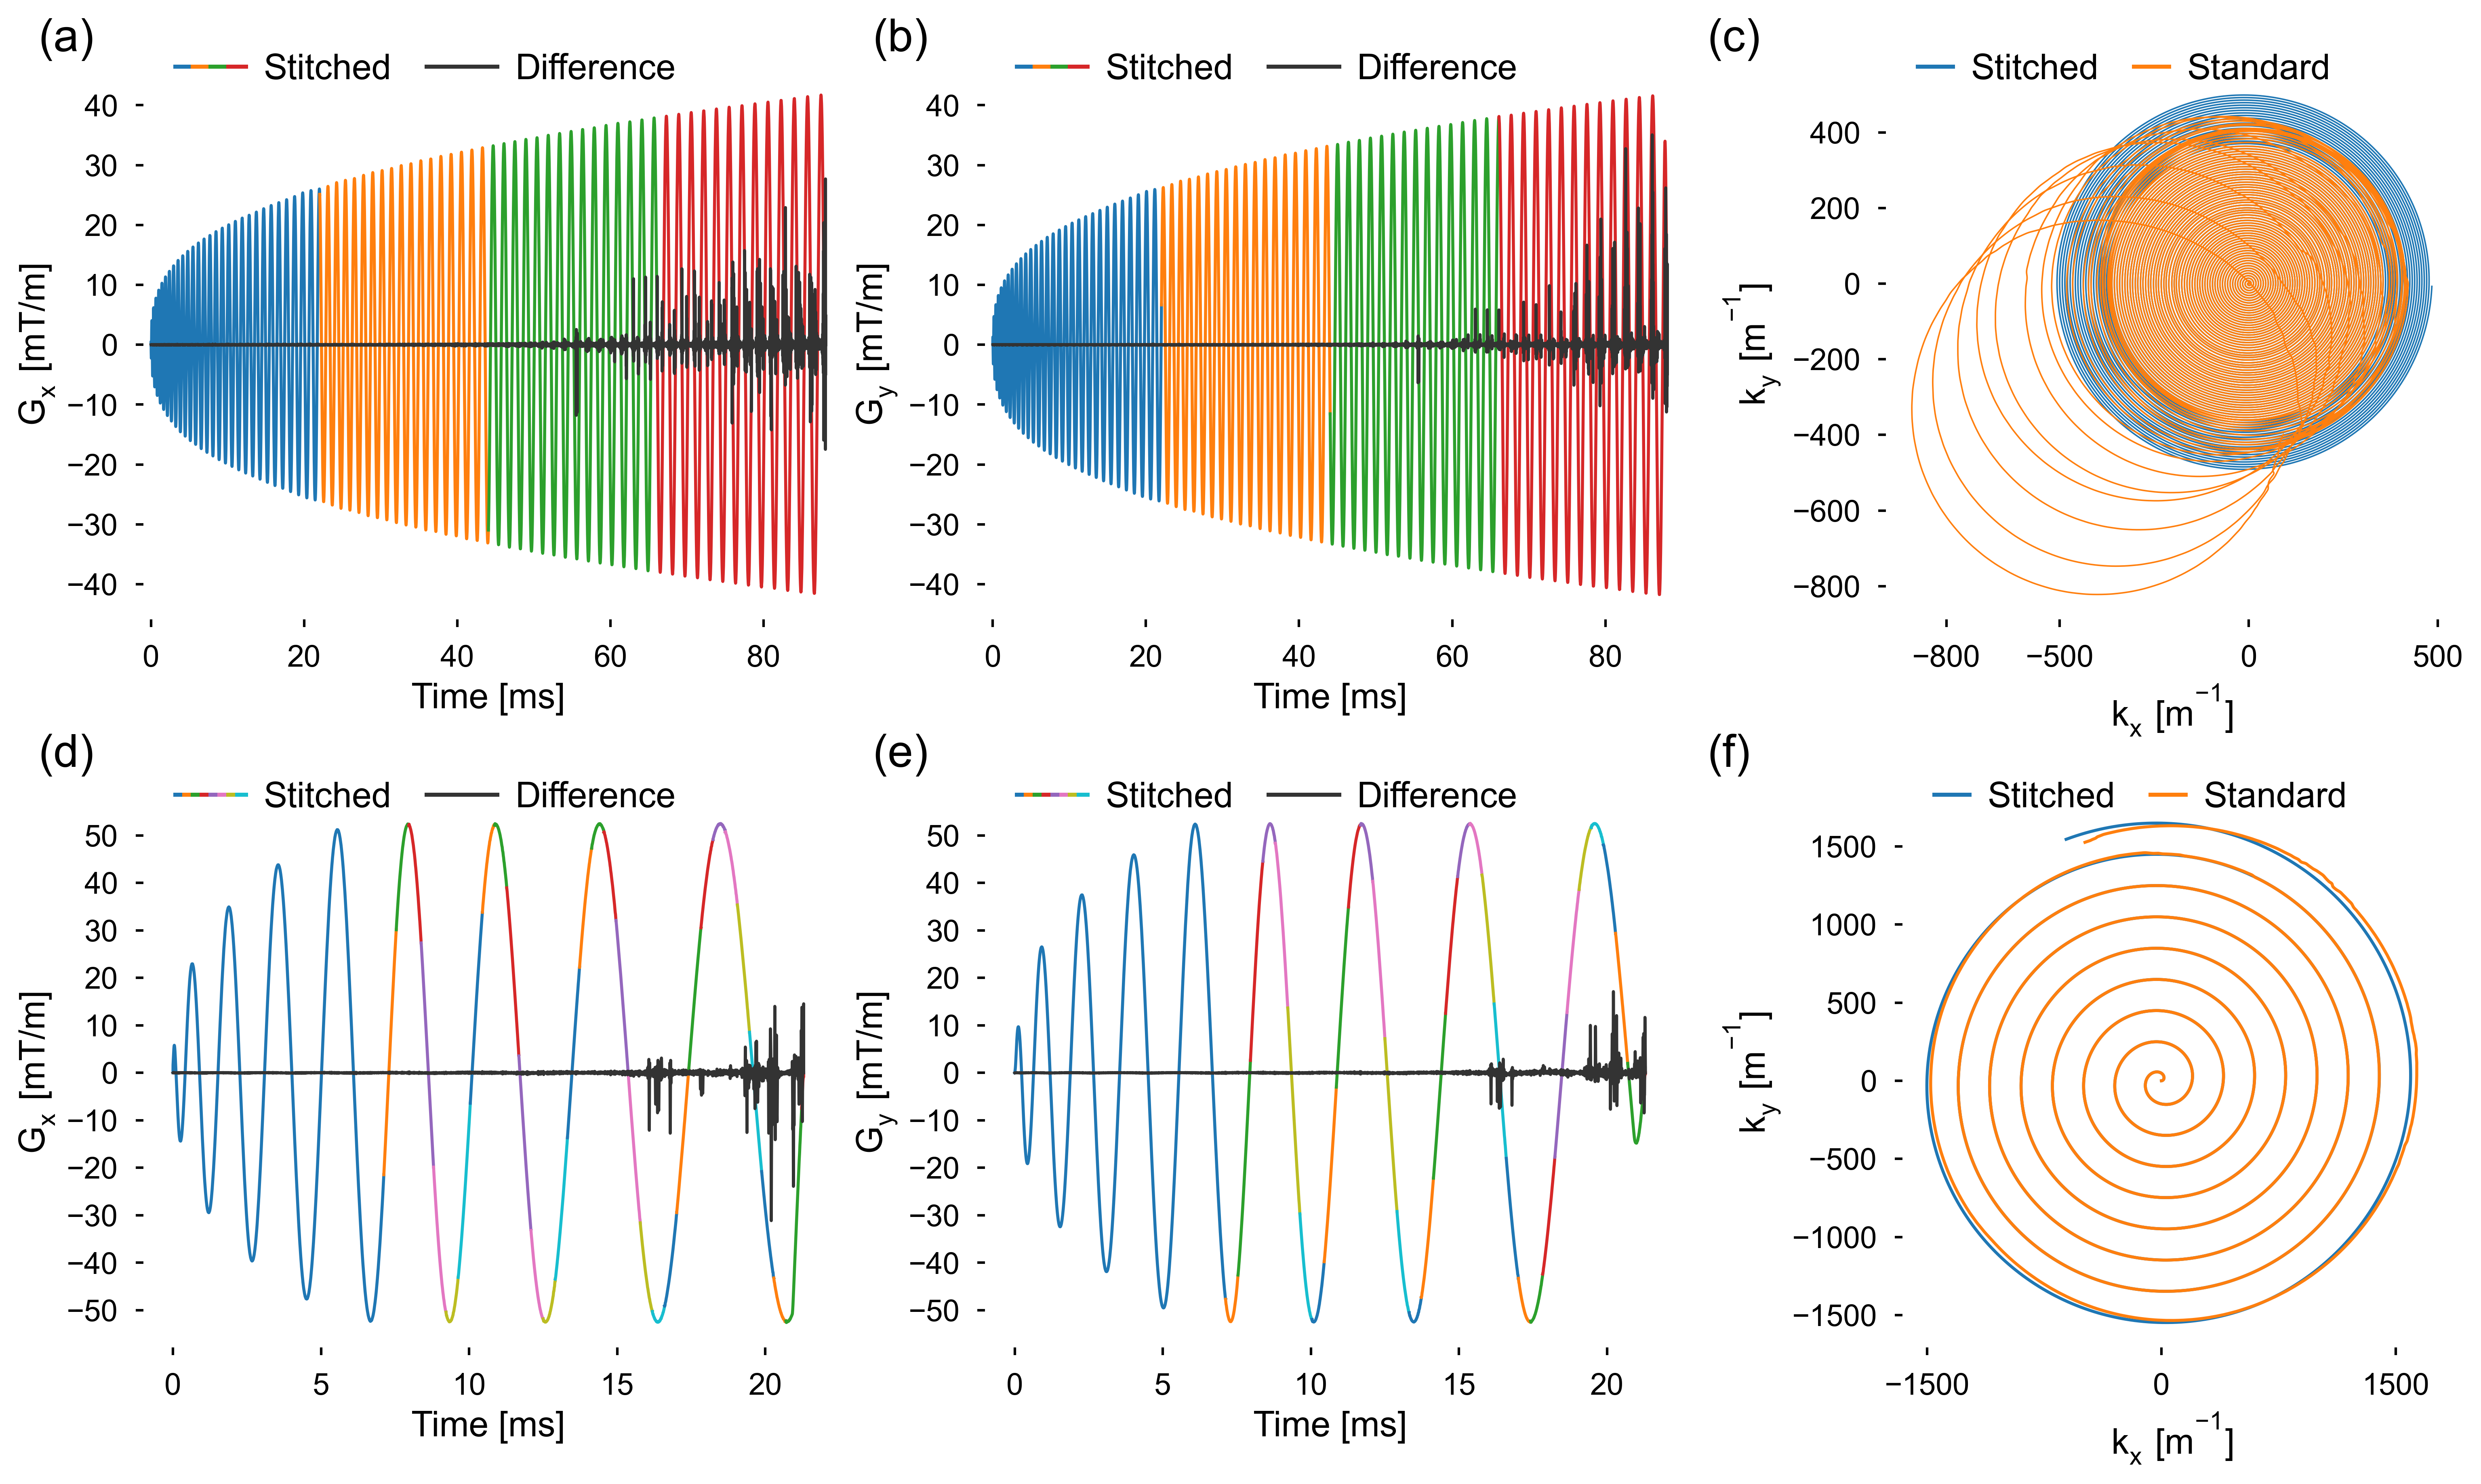 (a)
Stitched Difference
40
30
20
10
0
−10
−20
−30
−40
Gx [mT/m]
0 20 40 60 80
Time [ms]
(b)
Stitched Difference
40
30
20
10
0
−10
−20
−30
−40
Gy [mT/m]
0 20 40 60 80
Time [ms]
(c)
Stitched Standard
400
200
0
−200
−400
−600
−800
ky [m−1]
−800 −500 0 500
kx [m−1]
(d)
Stitched Difference
50
40
30
20
10
0
−10
−20
−30
−40
−50
Gx [mT/m]
0 5 10 15 20
Time [ms]
(e)
Stitched Difference
50
40
30
20
10
0
−10
−20
−30
−40
−50
Gy [mT/m]
0 5 10 15 20
Time [ms]
(f)
Stitched Standard
1500
1000
500
0
−500
−1000
−1500
ky [m−1]
−1500 0 1500
kx [m−1]